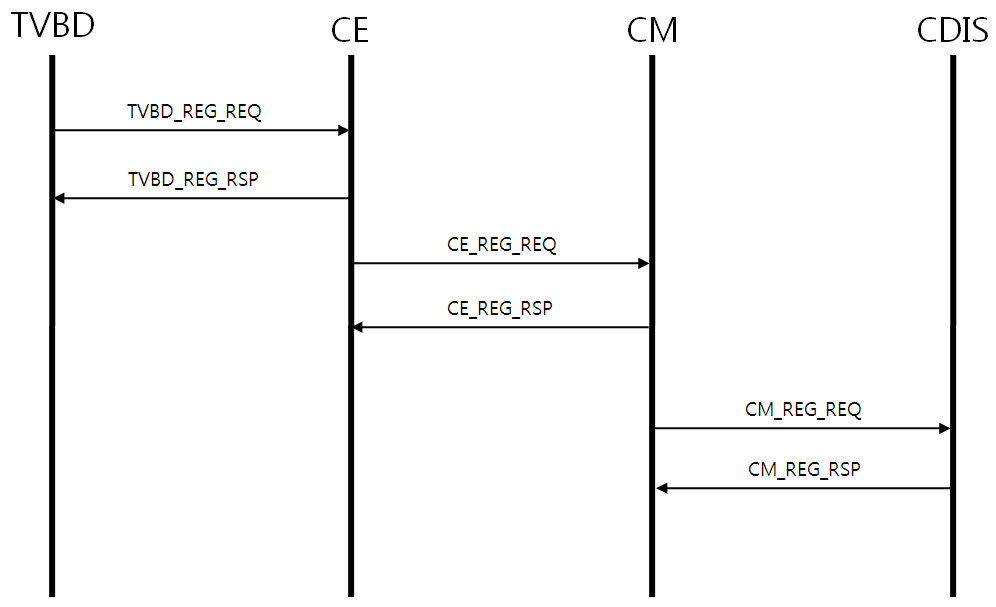 TVBD
CE
CM
CDIS
TVBD_REG_REQ
TVBD_REG_RSP
CE_REG_REQ
CE_REG_RSP
CM_REG_REQ
CM_REG_RSP